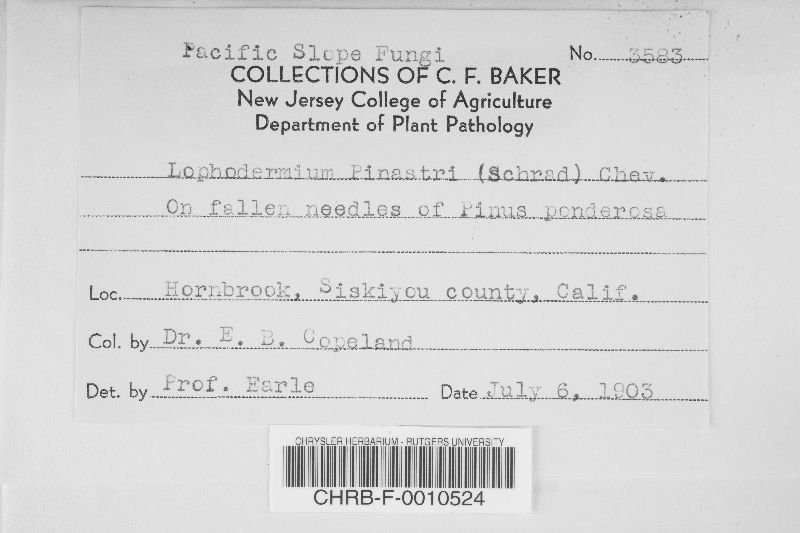 Pacific Slope Fungi No. 3583
COLLECTIONS OF C. F. BAKER
New Jersey College of Agriculture
Department of Plant Pathology
Lophodermium Pinastri (Schrad) Chev.
On fallen needles of Pinus ponderosa
Loc. Hornbrook, Siskiyou county, Calif.
Col. by Dr. E. B. Copeland
Det. by Prof. Earle Date July 6, 1903
CHRYSLER HERBARIUM - RUTGERS UNIVERSITY
CHRB-F-0010524